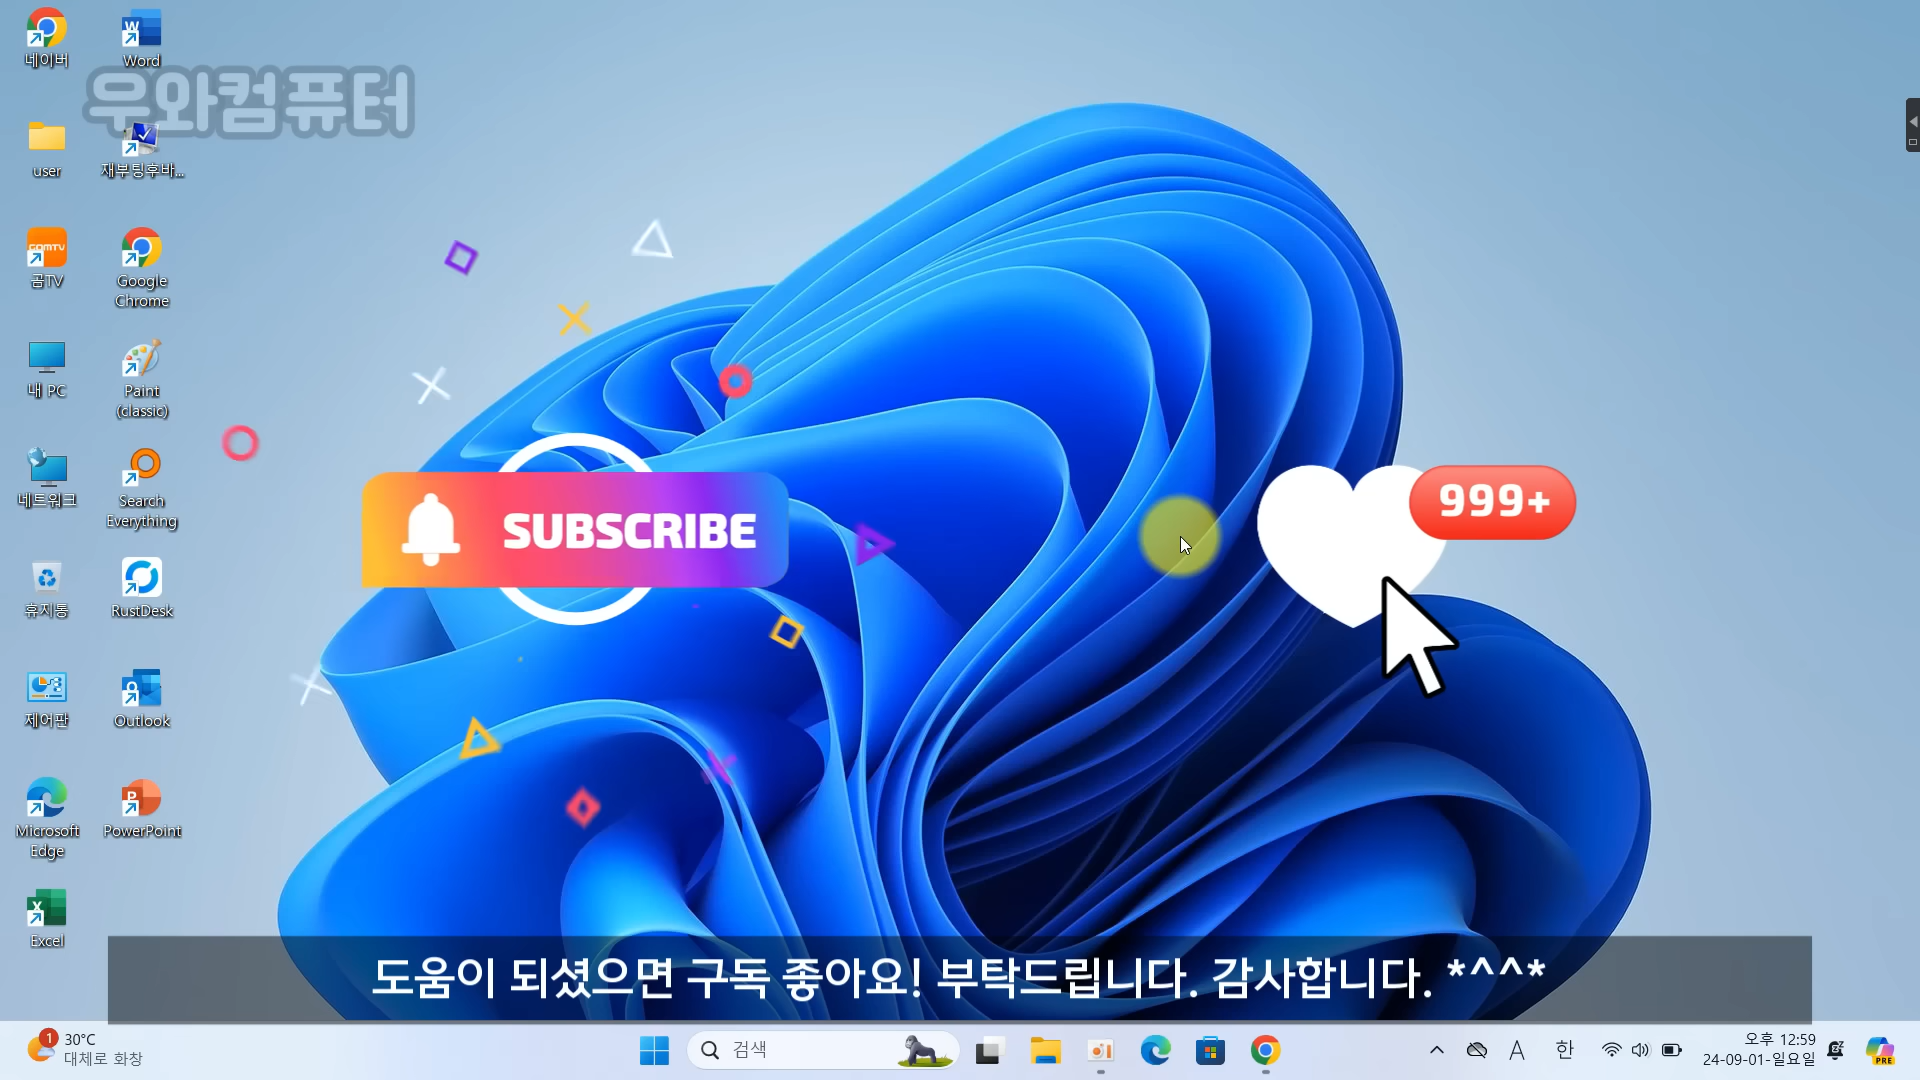 네이버
Word
우와컴퓨터
user
재부팅후바...
GOMTV
곰TV
Google
Chrome
내 PC
Paint
(classic)
네트워크
Search
Everything
휴지통
RustDesk
제어판
Outlook
Microsoft
Edge
PowerPoint
Excel
SUBSCRIBE
999+
도움이 되셨으면 구독 좋아요! 부탁드립니다. 감사합니다. *^^*
1
30°C
대체로 화창
검색
A
한
오후 12:59
24-09-01-일요일
PRE